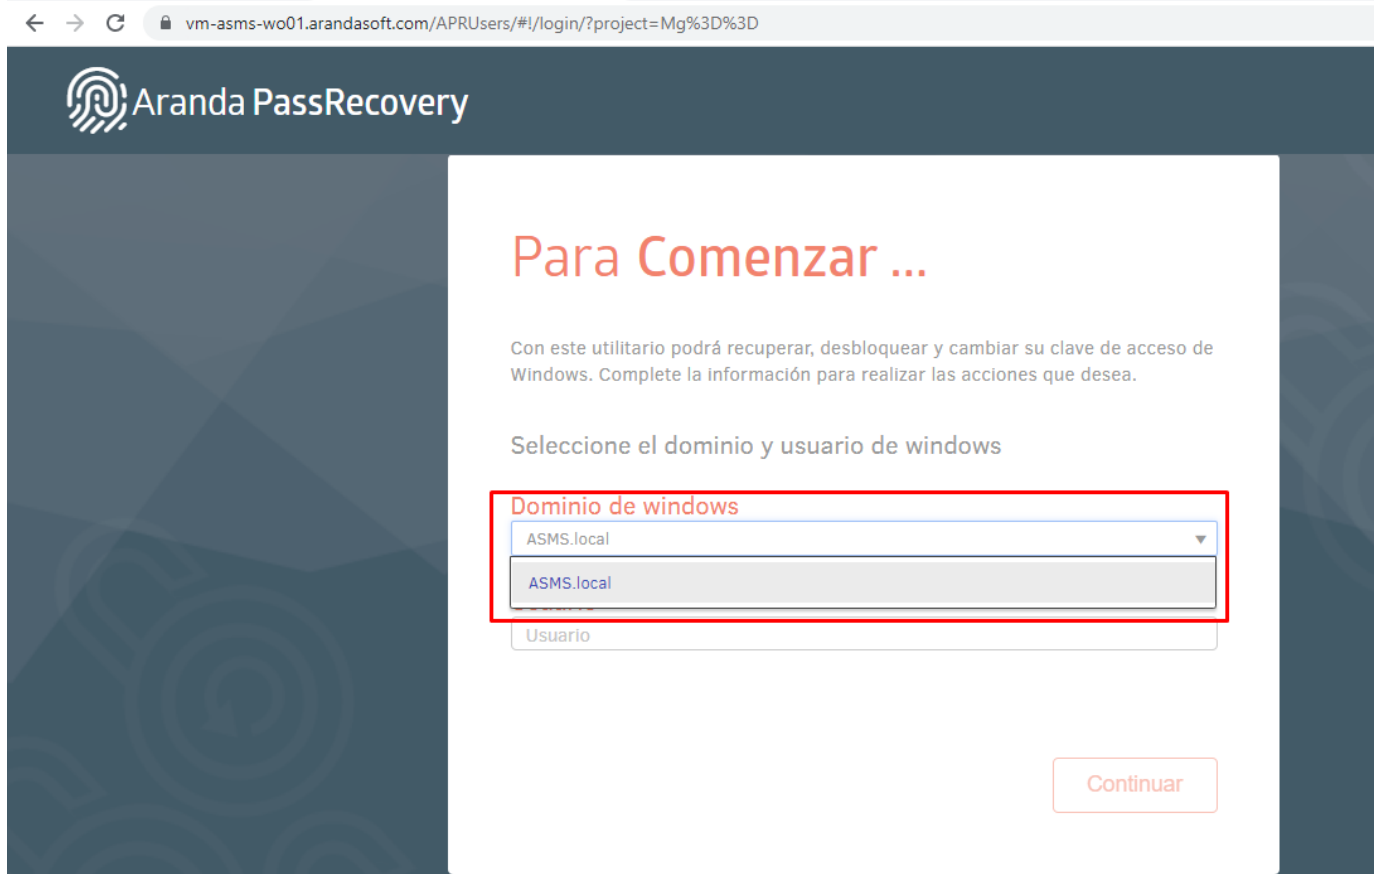 vm-asms-wo01.arandasoft.com/APRUsers/#!/login/?project=Mg%3D%3D
Aranda PassRecovery
Para Comenzar ...
Con este utilitario podrá recuperar, desbloquear y cambiar su clave de acceso de
Windows. Complete la información para realizar las acciones que desea.
Seleccione el dominio y usuario de windows
Dominio de windows
ASMS.local
ASMS.local
Usuario
Continuar